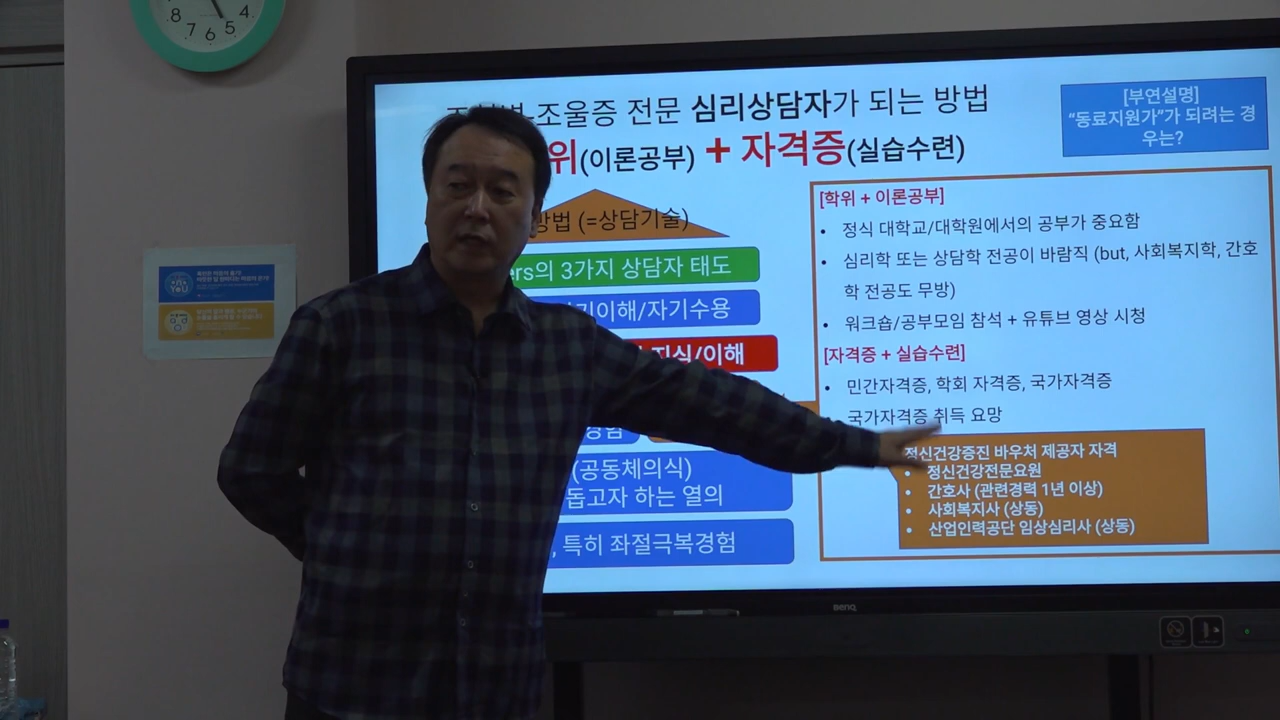 8 7 6 5 4
조울증 전문 심리상담자가 되는 방법
위(이론공부) + 자격증(실습수련)
[부연설명]
“동료지원가”가 되려는 경
우는?
방법 (=상담기술)
ers의 3가지 상담자 태도
기이해/자기수용
지식/이해
경험
(공동체의식)
돕고자 하는 열의
, 특히 좌절극복경험
[학위 + 이론공부]
• 정식 대학교/대학원에서의 공부가 중요함
• 심리학 또는 상담학 전공이 바람직 (but, 사회복지학, 간호
학 전공도 무방)
• 워크숍/공부모임 참석 + 유튜브 영상 시청
[자격증 + 실습수련]
• 민간자격증, 학회 자격증, 국가자격증
국가자격증 취득 요망
정신건강증진 바우처 제공자 자격
• 정신건강전문요원
• 간호사 (관련경력 1년 이상)
• 사회복지사 (상동)
• 산업인력공단 임상심리사 (상동)
BenQ